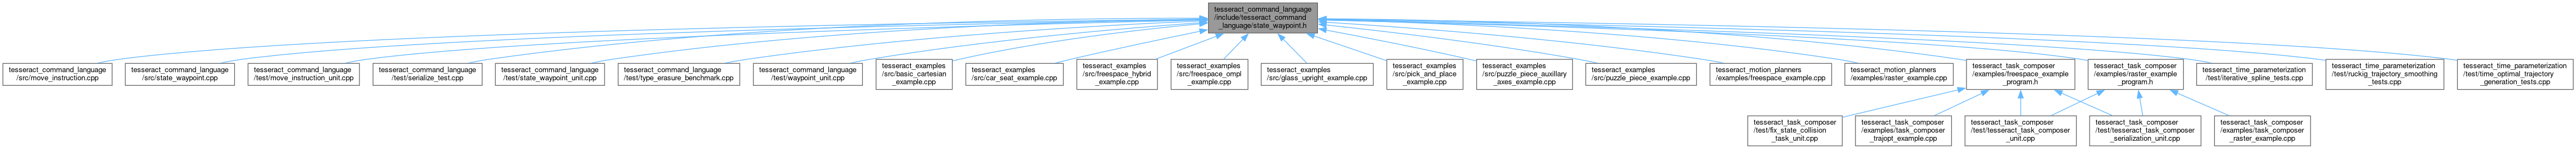 tesseract_command_language
/include/tesseract_command
_language/state_waypoint.h
tesseract_command_language
/src/move_instruction.cpp
tesseract_command_language
/src/state_waypoint.cpp
tesseract_command_language
/test/move_instruction_unit.cpp
tesseract_command_language
/test/serialize_test.cpp
tesseract_command_language
/test/state_waypoint_unit.cpp
tesseract_command_language
/test/type_erasure_benchmark.cpp
tesseract_command_language
/test/waypoint_unit.cpp
tesseract_examples
/src/basic_cartesian
_example.cpp
tesseract_examples
/src/car_seat_example.cpp
tesseract_examples
/src/freespace_hybrid
_example.cpp
tesseract_examples
/src/freespace_ompl
_example.cpp
tesseract_examples
/src/glass_upright_example.cpp
tesseract_examples
/src/pick_and_place
_example.cpp
tesseract_examples
/src/puzzle_piece_auxillary
_axes_example.cpp
tesseract_examples
/src/puzzle_piece_example.cpp
tesseract_motion_planners
/examples/freespace_example.cpp
tesseract_motion_planners
/examples/raster_example.cpp
tesseract_task_composer
/examples/freespace_example
_program.h
tesseract_task_composer
/examples/raster_example
_program.h
tesseract_time_parameterization
/test/iterative_spline_tests.cpp
tesseract_time_parameterization
/test/ruckig_trajectory_smoothing
_tests.cpp
tesseract_time_parameterization
/test/time_optimal_trajectory
_generation_tests.cpp
tesseract_task_composer
/test/fix_state_collision
_task_unit.cpp
tesseract_task_composer
/examples/task_composer
_trajopt_example.cpp
tesseract_task_composer
/test/tesseract_task_composer
_unit.cpp
tesseract_task_composer
/test/tesseract_task_composer
_serialization_unit.cpp
tesseract_task_composer
/examples/task_composer
_raster_example.cpp